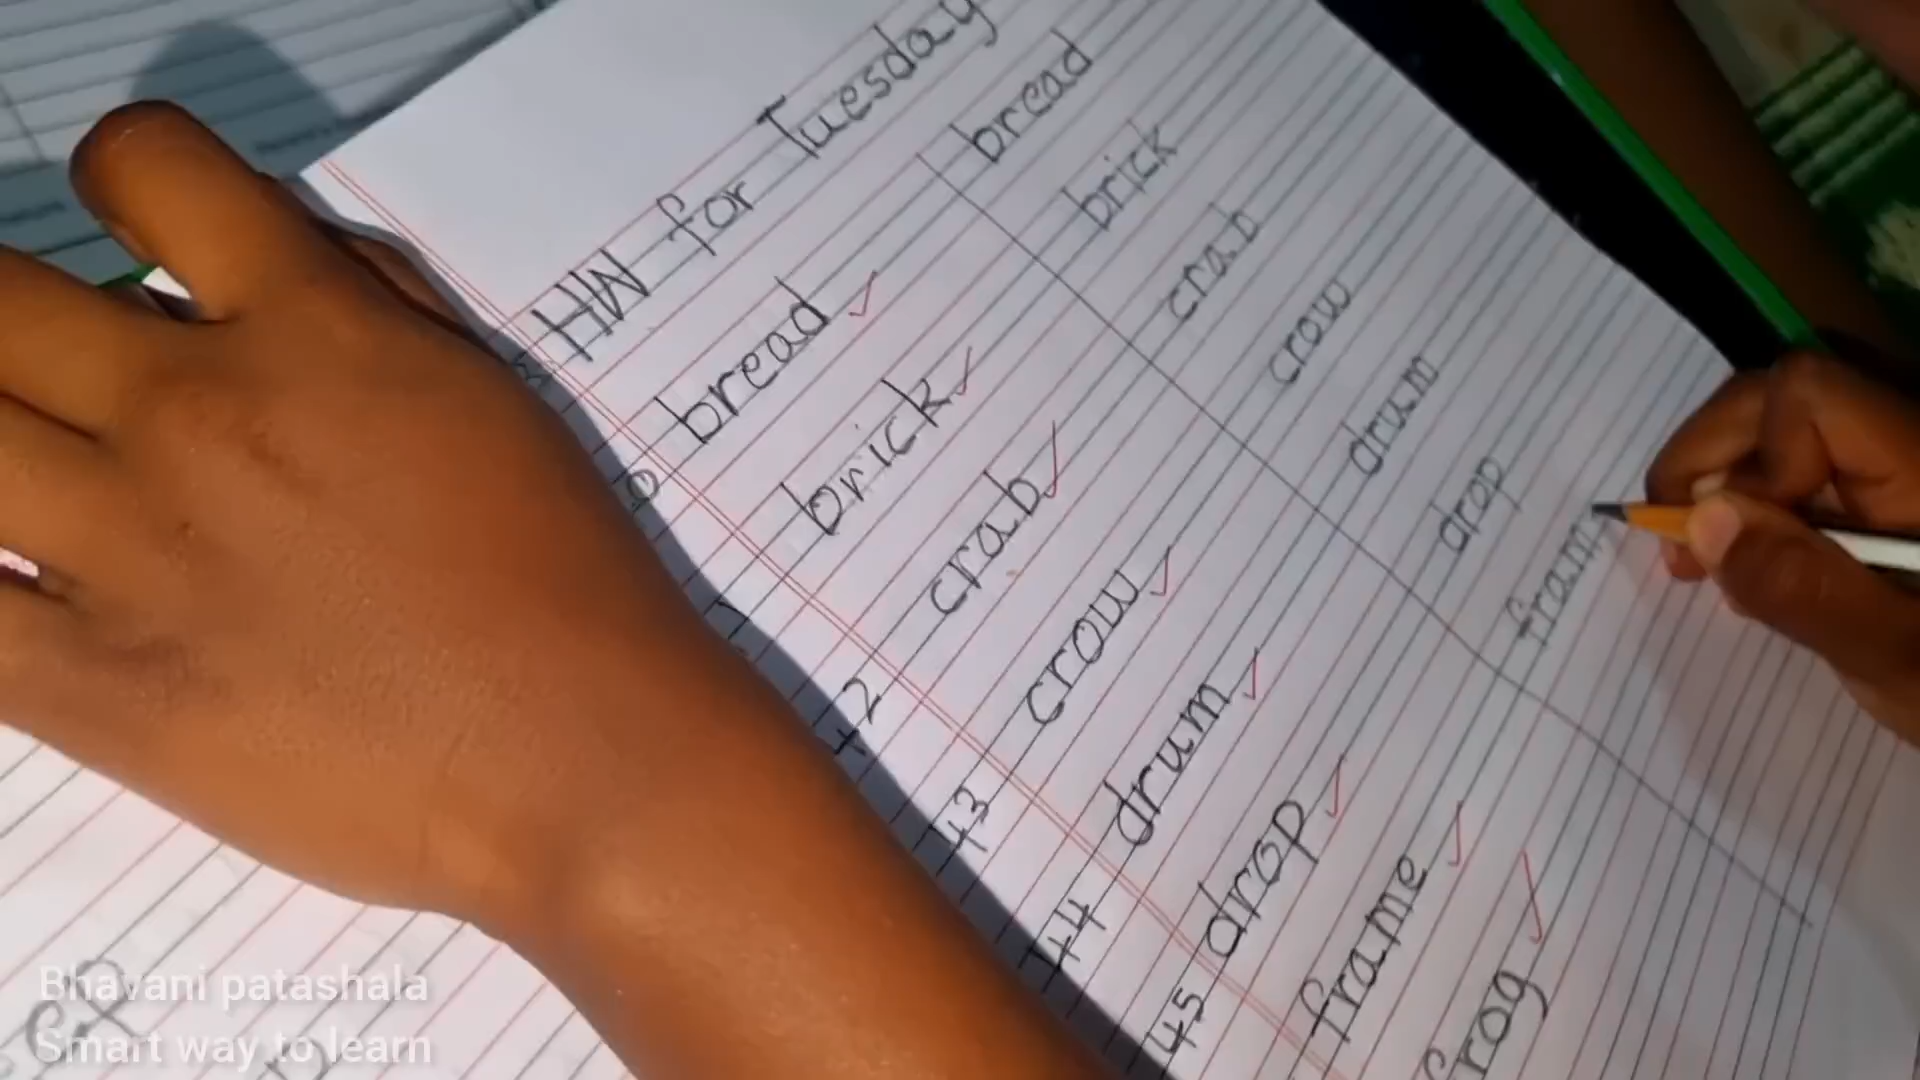 HW for Tuesday
bread ✓ bread
brick ✓ brick
crab ✓ crab
crow ✓ crow
drum ✓ drum
drop ✓ drop
frame ✓ fram
frog ✓
42
43
44
45
Bhavani patashala
Smart way to learn